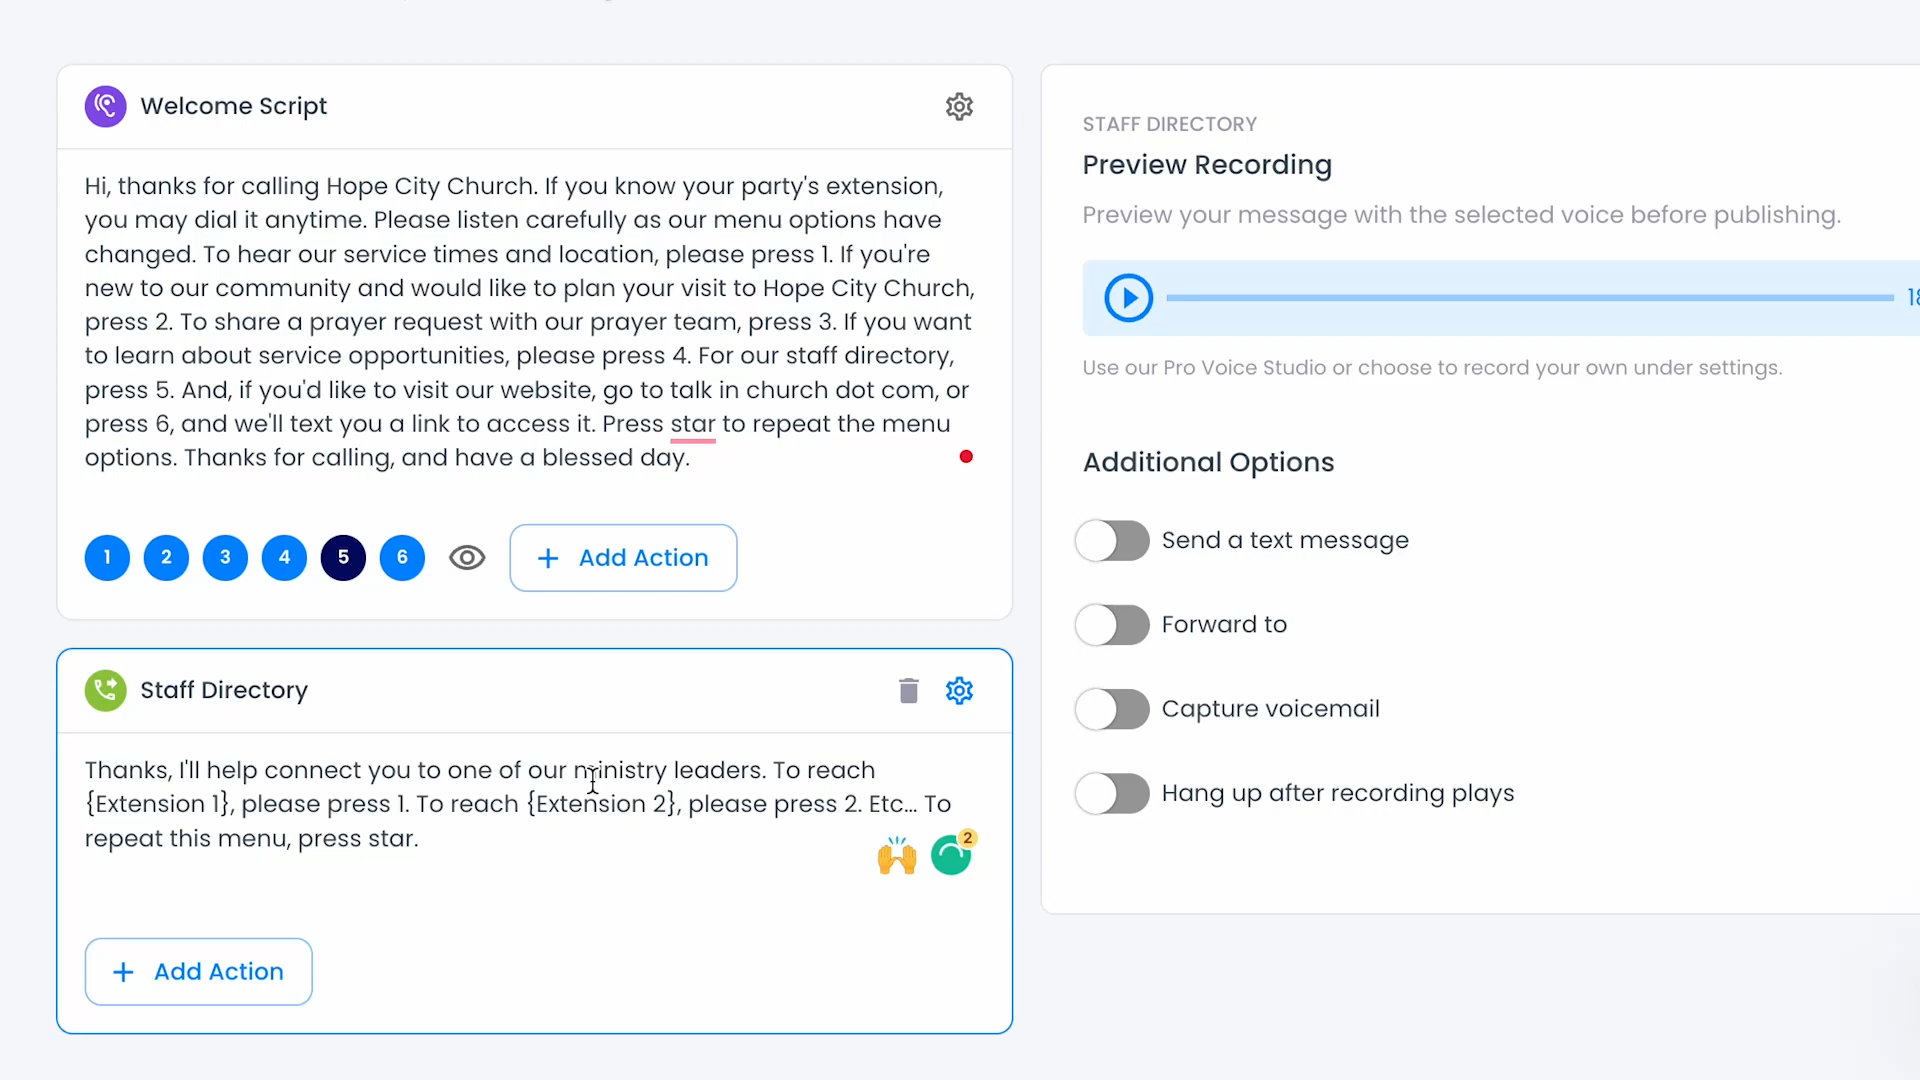 Welcome Script
Hi, thanks for calling Hope City Church. If you know your party's extension,
you may dial it anytime. Please listen carefully as our menu options have
changed. To hear our service times and location, please press 1. If you're
new to our community and would like to plan your visit to Hope City Church,
press 2. To share a prayer request with our prayer team, press 3. If you want
to learn about service opportunities, please press 4. For our staff directory,
press 5. And, if you'd like to visit our website, go to talk in church dot com, or
press 6, and we'll text you a link to access it. Press star to repeat the menu
options. Thanks for calling, and have a blessed day.
1 2 3 4 5 6 + Add Action
Staff Directory
Thanks, I'll help connect you to one of our ministry leaders. To reach
{Extension 1}, please press 1. To reach {Extension 2}, please press 2. Etc... To
repeat this menu, press star.
2
+ Add Action
STAFF DIRECTORY
Preview Recording
Preview your message with the selected voice before publishing.
Use our Pro Voice Studio or choose to record your own under settings.
Additional Options
Send a text message
Forward to
Capture voicemail
Hang up after recording plays